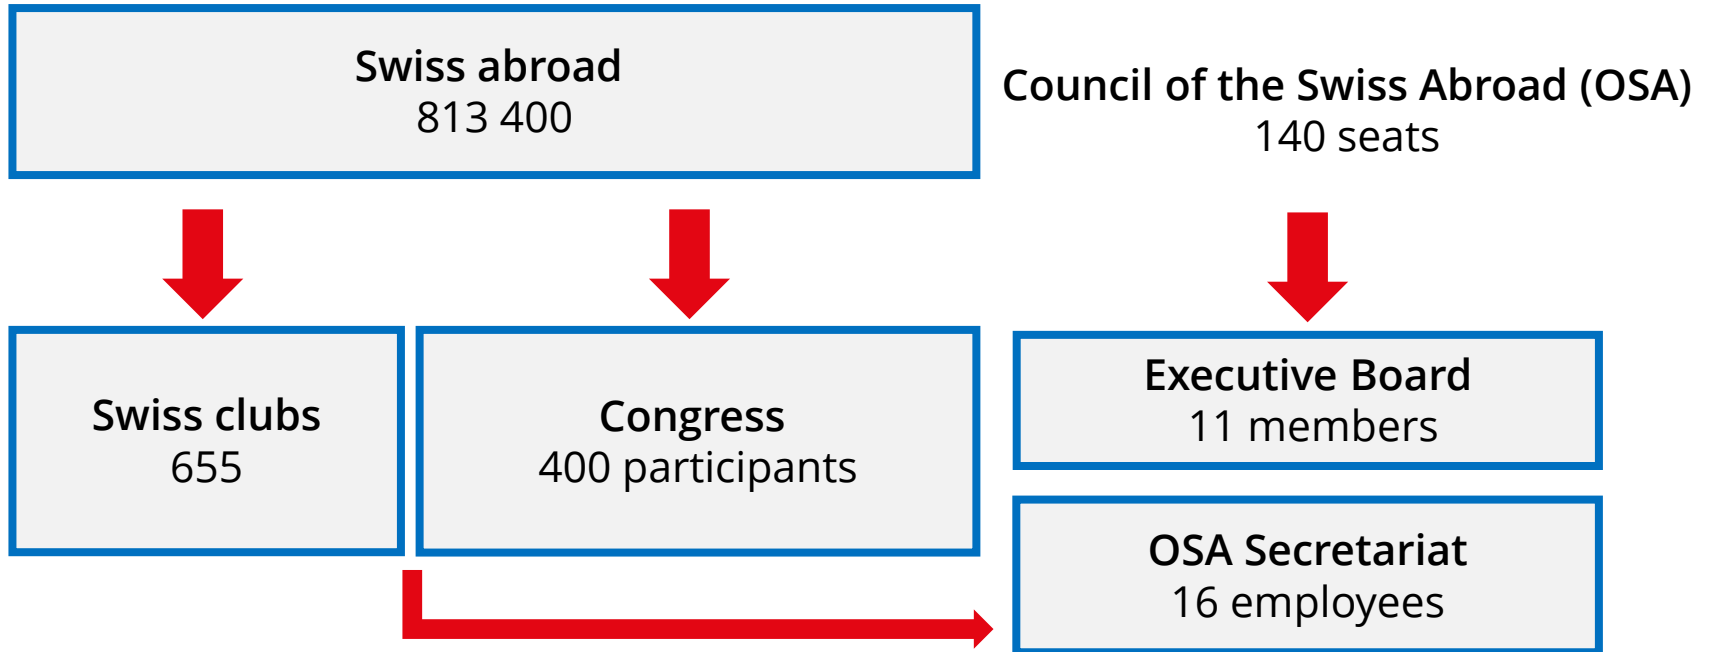 Swiss abroad
813 400
Council of the Swiss Abroad (OSA)
140 seats
Swiss clubs
655
Congress
400 participants
Executive Board
11 members
OSA Secretariat
16 employees